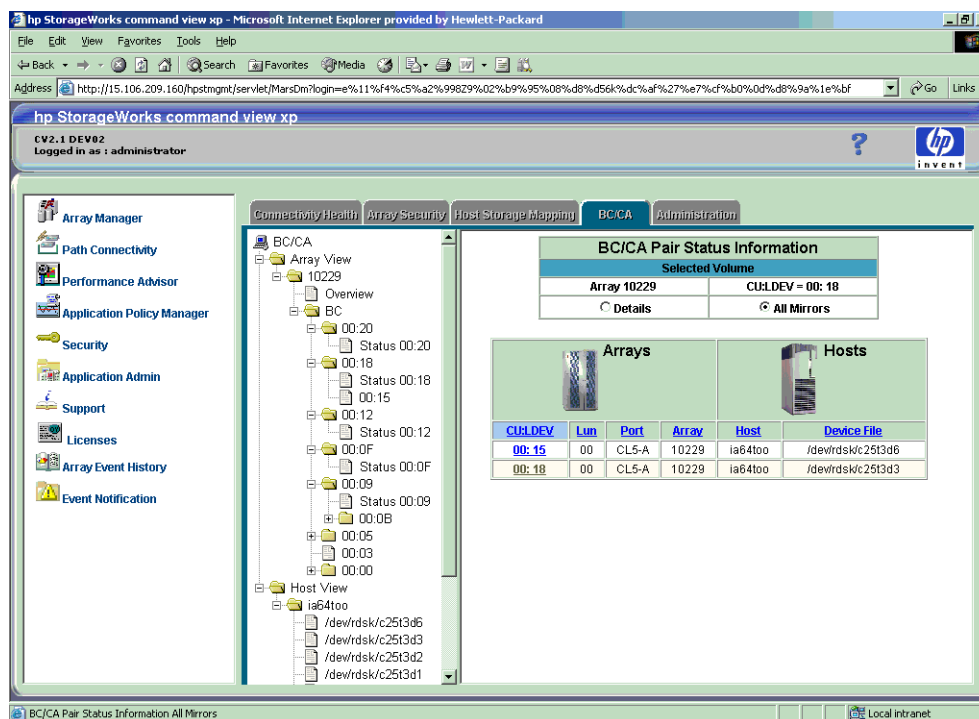 hp StorageWorks command view xp - Microsoft Internet Explorer provided by Hewlett-Packard
File Edit View Favorites Tools Help
Back Search Favorites Media
Address http://15.106.209.160/hpstmgmt/servlet/MarsDm?login=e%11%f4%c5%a2%998Z9%02%b9%95%08%d8%d56k%dc%af%27%e7%cf%b0%0d%d8%9a%1e%bf Go Links
hp StorageWorks command view xp
CV2.1 DEV02
Logged in as : administrator
?
hp
invent
Array Manager
Path Connectivity
Performance Advisor
Application Policy Manager
Security
Application Admin
Support
Licenses
Array Event History
Event Notification
Connectivity Health Array Security Host Storage Mapping BC/CA Administration
BC/CA
Array View
10229
Overview
BC
00:20
Status 00:20
00:18
Status 00:18
00:15
00:12
Status 00:12
00:0F
Status 00:0F
00:09
Status 00:09
00:0B
00:05
00:03
00:00
Host View
ia64too
/dev/rdsk/c25t3d6
/dev/rdsk/c25t3d3
/dev/rdsk/c25t3d2
/dev/rdsk/c25t3d1
BC/CA Pair Status Information
Selected Volume
Array 10229 CU:LDEV = 00: 18
Details All Mirrors
Arrays Hosts
CU:LDEV Lun Port Array Host Device File
00: 15 00 CL5-A 10229 ia64too /dev/rdsk/c25t3d6
00: 18 00 CL5-A 10229 ia64too /dev/rdsk/c25t3d3
BC/CA Pair Status Information All Mirrors Local intranet